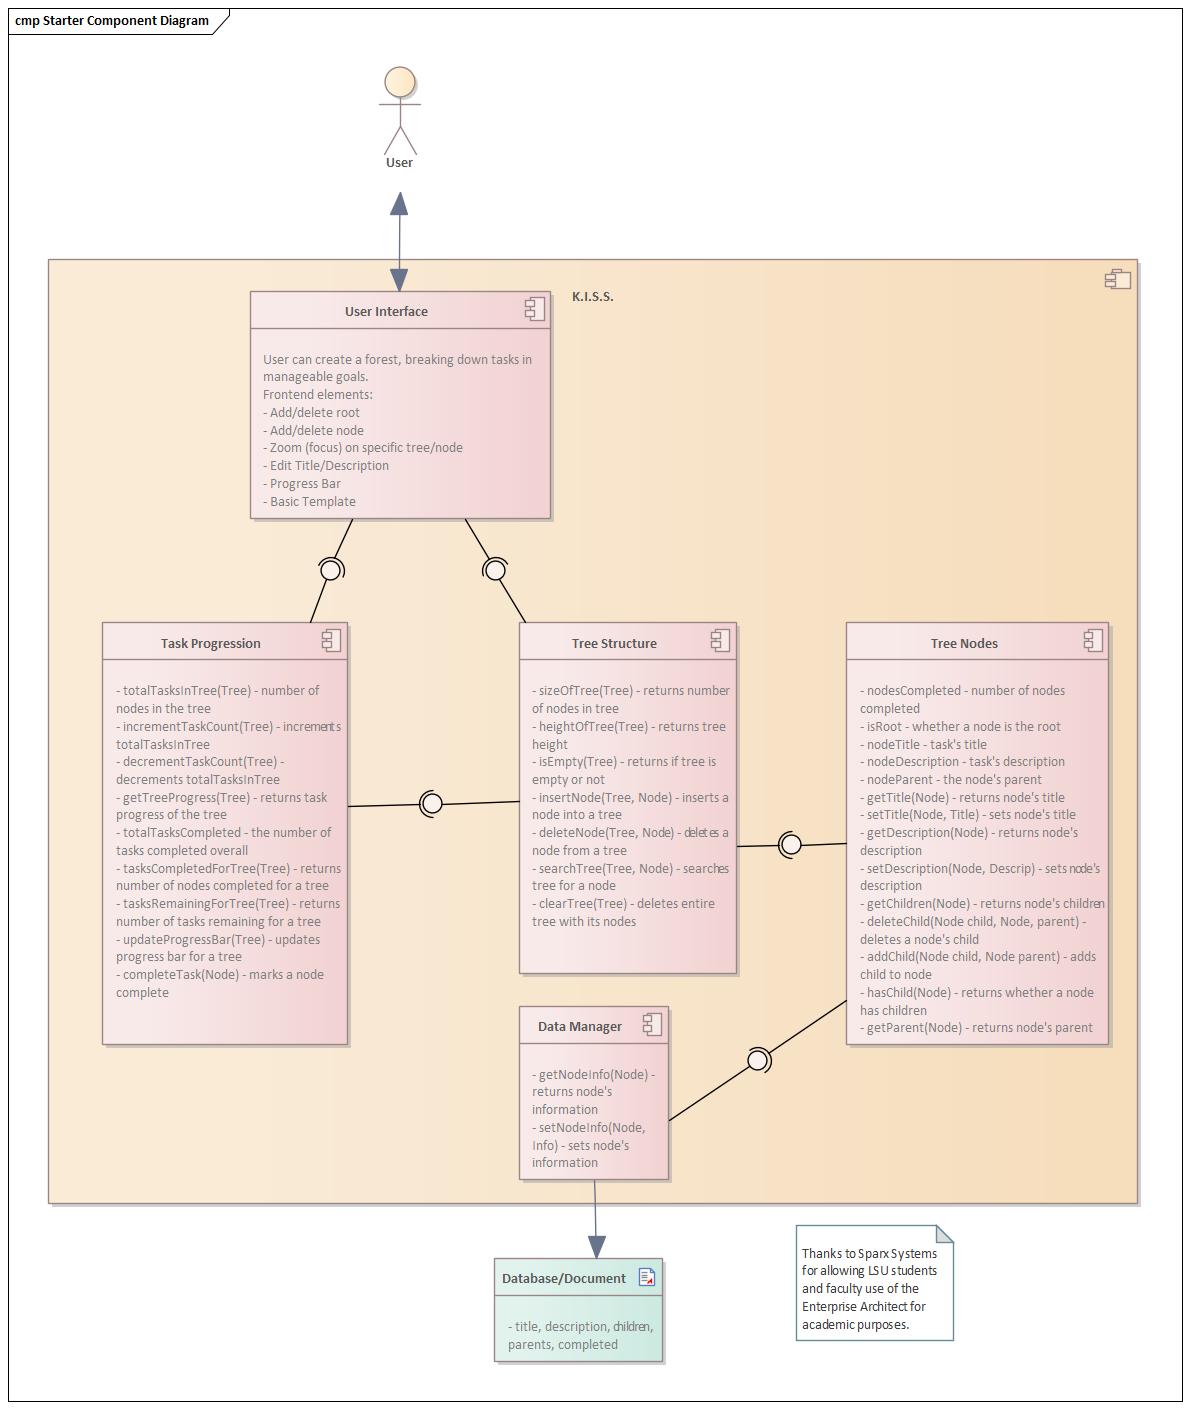 cmp Starter Component Diagram
User
K.I.S.S.
User Interface
User can create a forest, breaking down tasks in
manageable goals.
Frontend elements:
- Add/delete root
- Add/delete node
- Zoom (focus) on specific tree/node
- Edit Title/Description
- Progress Bar
- Basic Template
Task Progression
- totalTasksInTree(Tree) - number of
nodes in the tree
- incrementTaskCount(Tree) - increments
totalTasksInTree
- decrementTaskCount(Tree) -
decrements totalTasksInTree
- getTreeProgress(Tree) - returns task
progress of the tree
- totalTasksCompleted - the number of
tasks completed overall
- tasksCompletedForTree(Tree) - returns
number of nodes completed for a tree
- tasksRemainingForTree(Tree) - returns
number of tasks remaining for a tree
- updateProgressBar(Tree) - updates
progress bar for a tree
- completeTask(Node) - marks a node
complete
Tree Structure
- sizeOfTree(Tree) - returns number
of nodes in tree
- heightOfTree(Tree) - returns tree
height
- isEmpty(Tree) - returns if tree is
empty or not
- insertNode(Tree, Node) - inserts a
node into a tree
- deleteNode(Tree, Node) - deletes a
node from a tree
- searchTree(Tree, Node) - searches
tree for a node
- clearTree(Tree) - deletes entire
tree with its nodes
Tree Nodes
- nodesCompleted - number of nodes
completed
- isRoot - whether a node is the root
- nodeTitle - task's title
- nodeDescription - task's description
- nodeParent - the node's parent
- getTitle(Node) - returns node's title
- setTitle(Node, Title) - sets node's title
- getDescription(Node) - returns node's
description
- setDescription(Node, Descrip) - sets node's
description
- getChildren(Node) - returns node's children
- deleteChild(Node child, Node, parent) -
deletes a node's child
- addChild(Node child, Node parent) - adds
child to node
- hasChild(Node) - returns whether a node
has children
- getParent(Node) - returns node's parent
Data Manager
- getNodeInfo(Node) -
returns node's
information
- setNodeInfo(Node,
Info) - sets node's
information
Database/Document
- title, description, children,
parents, completed
Thanks to Sparx Systems
for allowing LSU students
and faculty use of the
Enterprise Architect for
academic purposes.